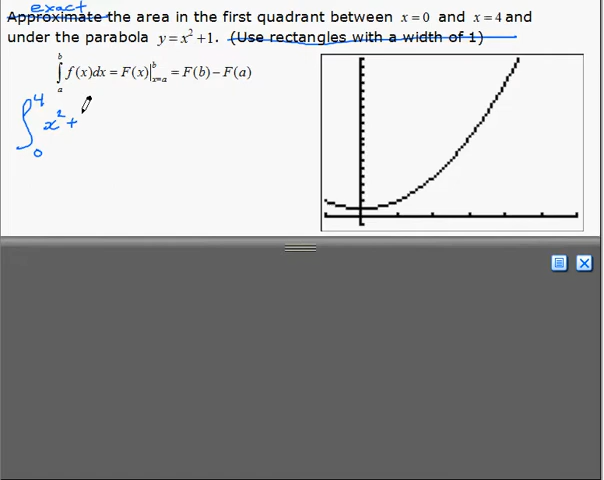 exact
Approximate the area in the first quadrant between x = 0 and x = 4 and
under the parabola y = x² + 1. (Use rectangles with a width of 1)
∫ₐᵇ f(x)dx = F(x)|ₓ₌ₐᵇ = F(b) − F(a)
∫₀⁴ x² +